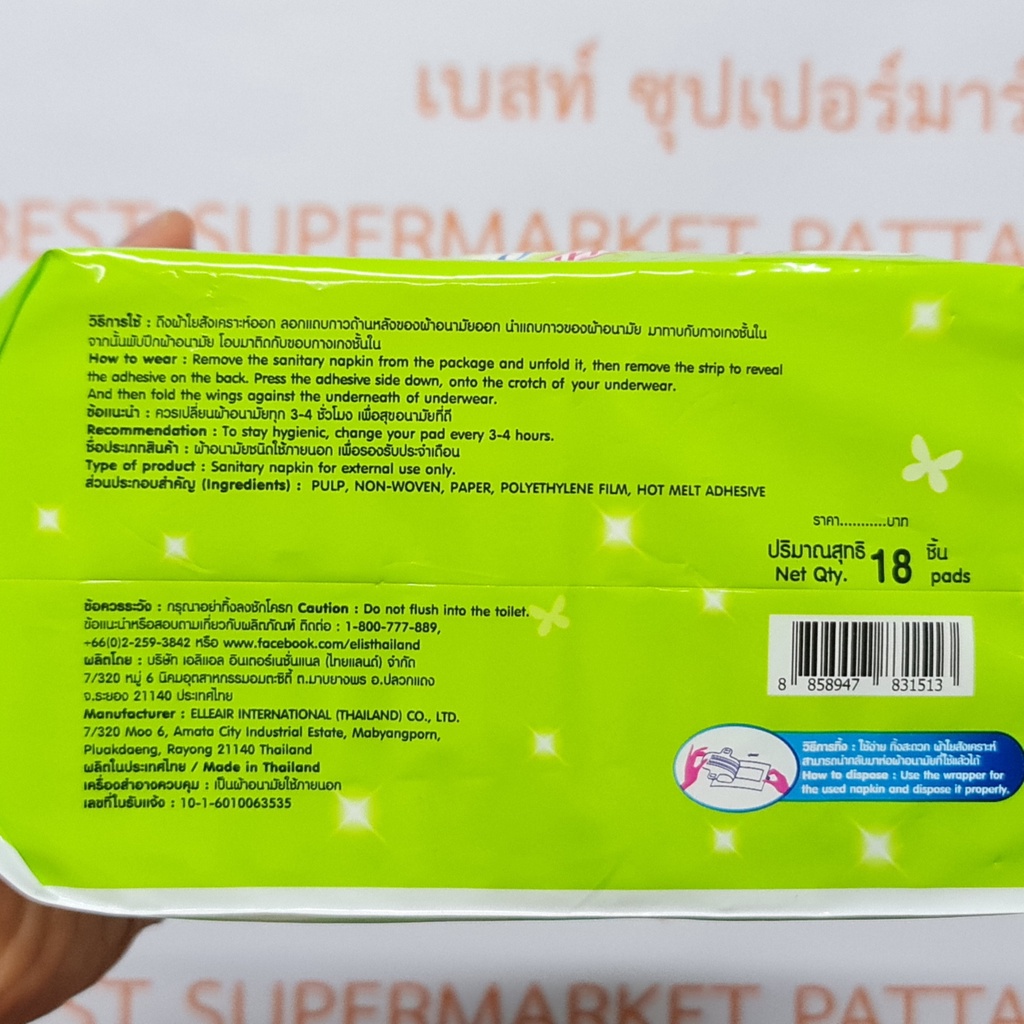 เบสท์ ซุปเปอร์มาร์
BEST SUPERMARKET PATTA
วิธีการใช้ : ดึงผ้าใยสังเคราะห์ออก ลอกแถบกาวด้านหลังของผ้าอนามัยออก นำแถบกาวของผ้าอนามัย มาทาบกับกางเกงชั้นใน
จากนั้นพับปีกผ้าอนามัย โอบมาติดกับขอบกางเกงชั้นใน
How to wear : Remove the sanitary napkin from the package and unfold it, then remove the strip to reveal
the adhesive on the back. Press the adhesive side down, onto the crotch of your underwear.
And then fold the wings against the underneath of underwear.
ข้อแนะนำ : ควรเปลี่ยนผ้าอนามัยทุก 3-4 ชั่วโมง เพื่อสุขอนามัยที่ดี
Recommendation : To stay hygienic, change your pad every 3-4 hours.
ชื่อประเภทสินค้า : ผ้าอนามัยชนิดใช้ภายนอก เพื่อรองรับประจำเดือน
Type of product : Sanitary napkin for external use only.
ส่วนประกอบสำคัญ (Ingredients) : PULP, NON-WOVEN, PAPER, POLYETHYLENE FILM, HOT MELT ADHESIVE
ราคา...........บาท
ปริมาณสุทธิ 18 ชิ้น
Net Qty. pads
ข้อควรระวัง : กรุณาอย่าทิ้งลงชักโครก Caution : Do not flush into the toilet.
ข้อแนะนำหรือสอบถามเกี่ยวกับผลิตภัณฑ์ ติดต่อ : 1-800-777-889,
+66(0)2-259-3842 หรือ www.facebook.com/elisthailand
ผลิตโดย : บริษัท เอลิแอล อินเตอร์เนชั่นแนล (ไทยแลนด์) จำกัด
7/320 หมู่ 6 นิคมอุตสาหกรรมอมตะซิตี้ ต.มาบยางพร อ.ปลวกแดง
จ.ระยอง 21140 ประเทศไทย
Manufacturer : ELLEAIR INTERNATIONAL (THAILAND) CO., LTD.
7/320 Moo 6, Amata City Industrial Estate, Mabyangporn,
Pluakdaeng, Rayong 21140 Thailand
ผลิตในประเทศไทย / Made in Thailand
เครื่องสำอางควบคุม : เป็นผ้าอนามัยใช้ภายนอก
เลขที่ใบรับแจ้ง : 10-1-6010063535
8 858947 831513
วิธีการทิ้ง : ใช้ง่าย ทิ้งสะดวก ผ้าใยสังเคราะห์
สามารถนำกลับมาห่อผ้าอนามัยที่ใช้แล้วได้
How to dispose : Use the wrapper for
the used napkin and dispose it properly.
BEST SUPERMARKET PATTA